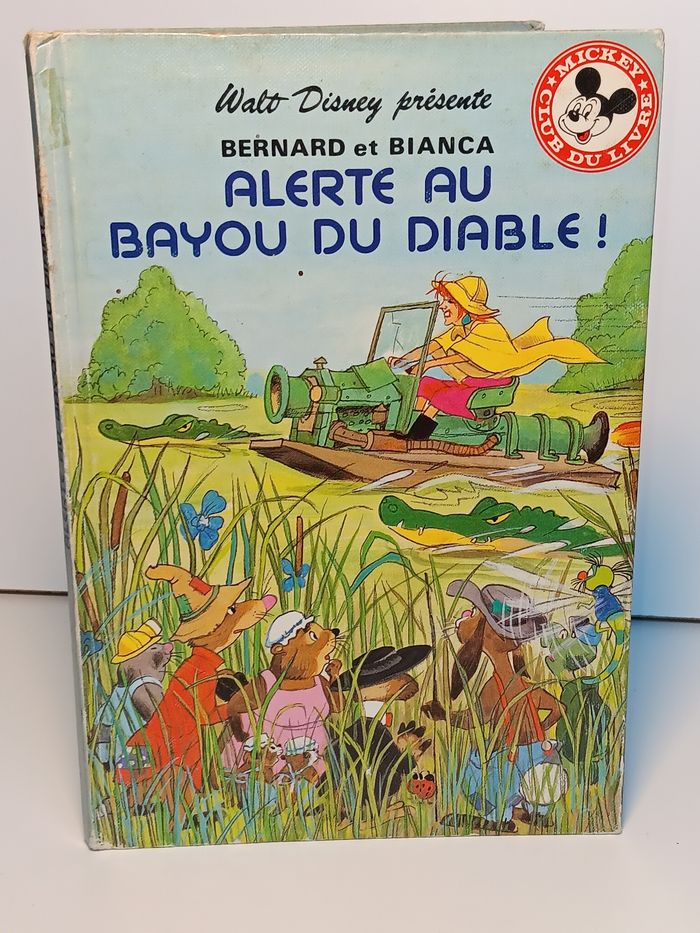 Walt Disney présente
BERNARD et BIANCA
ALERTE AU
BAYOU DU DIABLE !
MICKEY
CLUB DU LIVRE